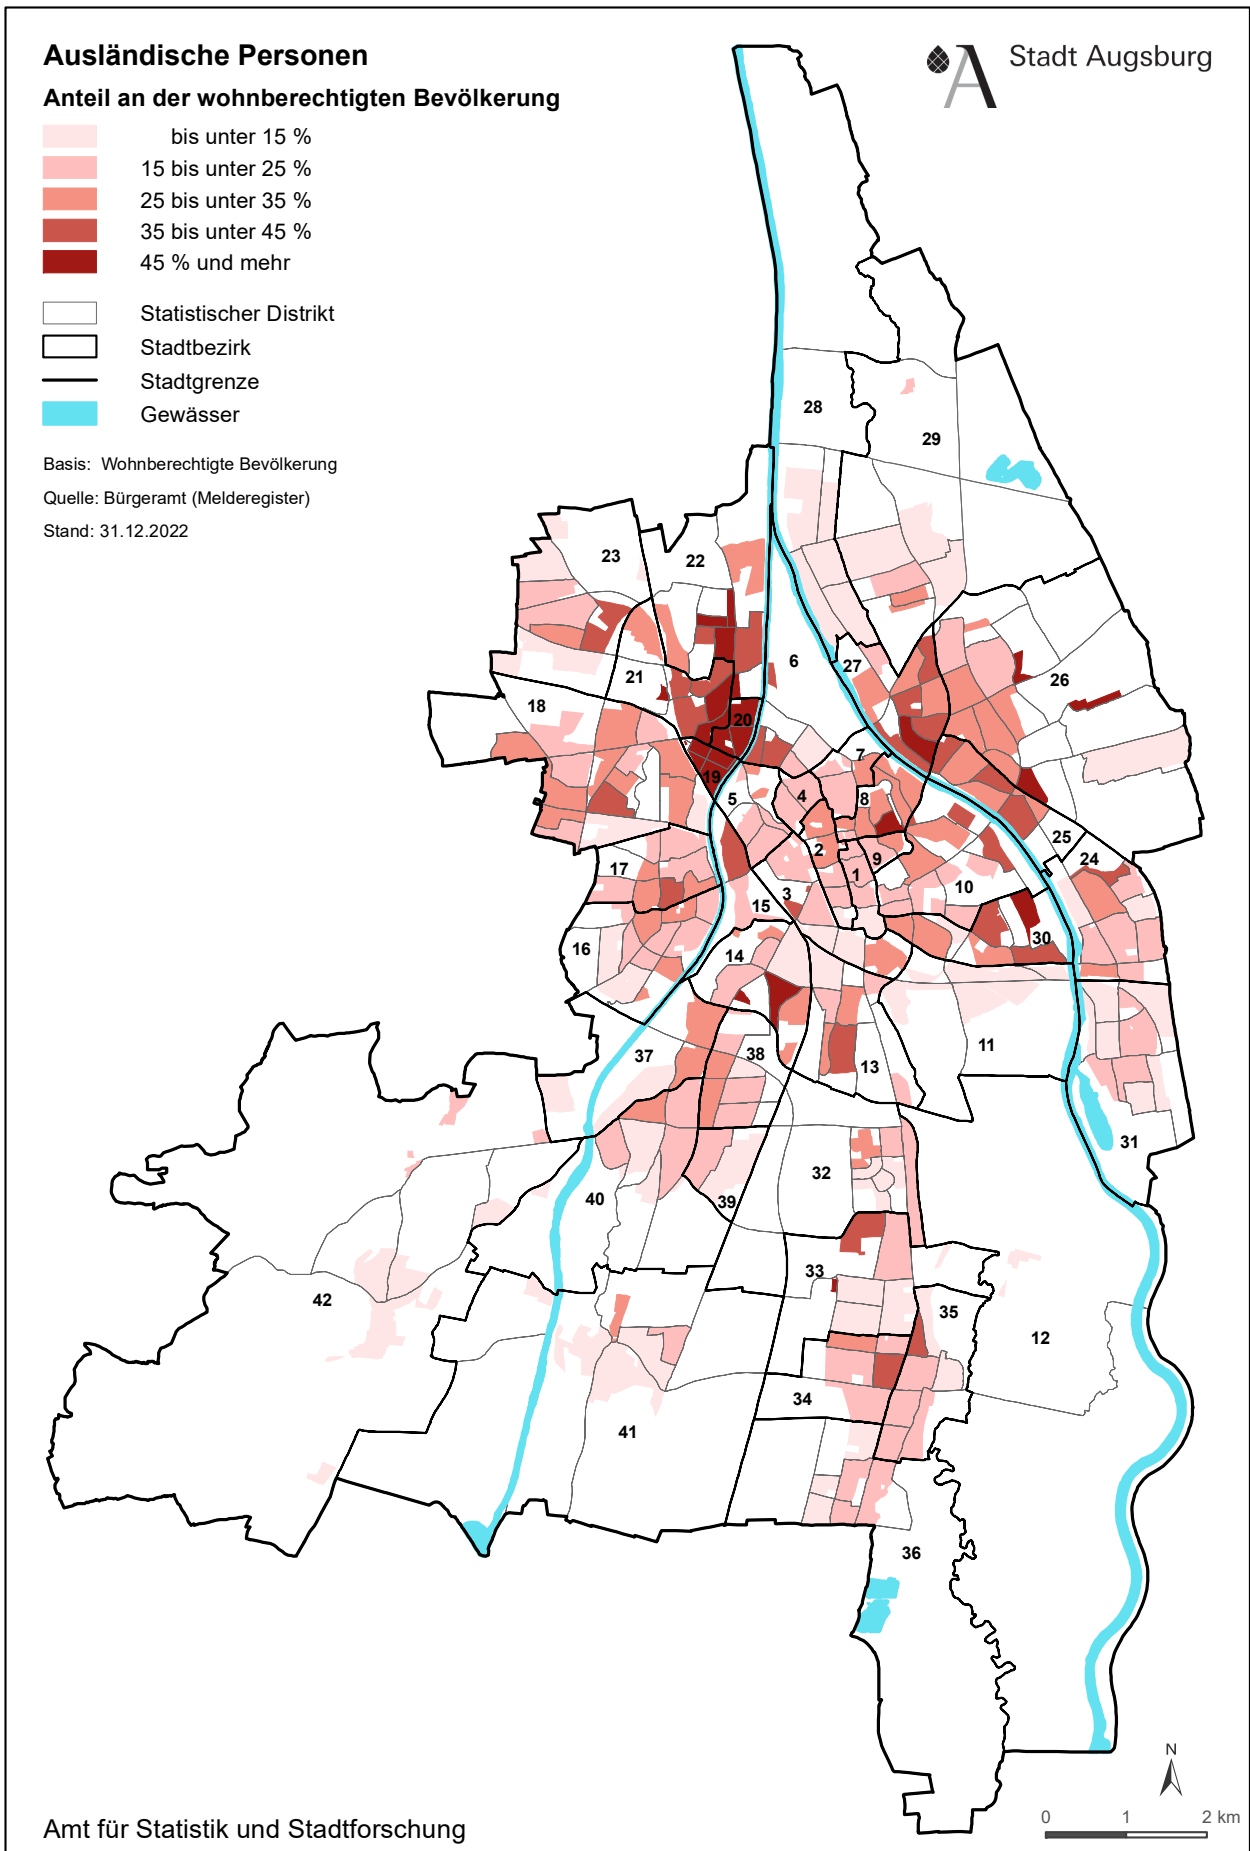 Ausländische Personen
Anteil an der wohnberechtigten Bevölkerung
bis unter 15 %
15 bis unter 25 %
25 bis unter 35 %
35 bis unter 45 %
45 % und mehr
Statistischer Distrikt
Stadtbezirk
Stadtgrenze
Gewässer
Basis: Wohnberechtigte Bevölkerung
Quelle: Bürgeramt (Melderegister)
Stand: 31.12.2022
A Stadt Augsburg
28
29
23
22
6
27
21
26
18
20
7
19
5
4
8
25
2
9
24
17
1
10
3
15
30
16
14
11
37
38
13
31
32
40
39
33
42
35
12
34
41
36
N
0 1 2 km
Amt für Statistik und Stadtforschung